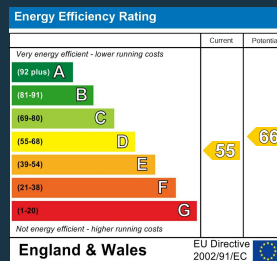 Energy Efficiency Rating
Current Potentia
Very energy efficient - lower running costs
(92 plus) A
(81-91) B
(69-80) C
(55-68) D
(39-54) E
(21-38) F
(1-20) G
55
66
Not energy efficient - higher running costs
England & Wales
EU Directive
2002/91/EC